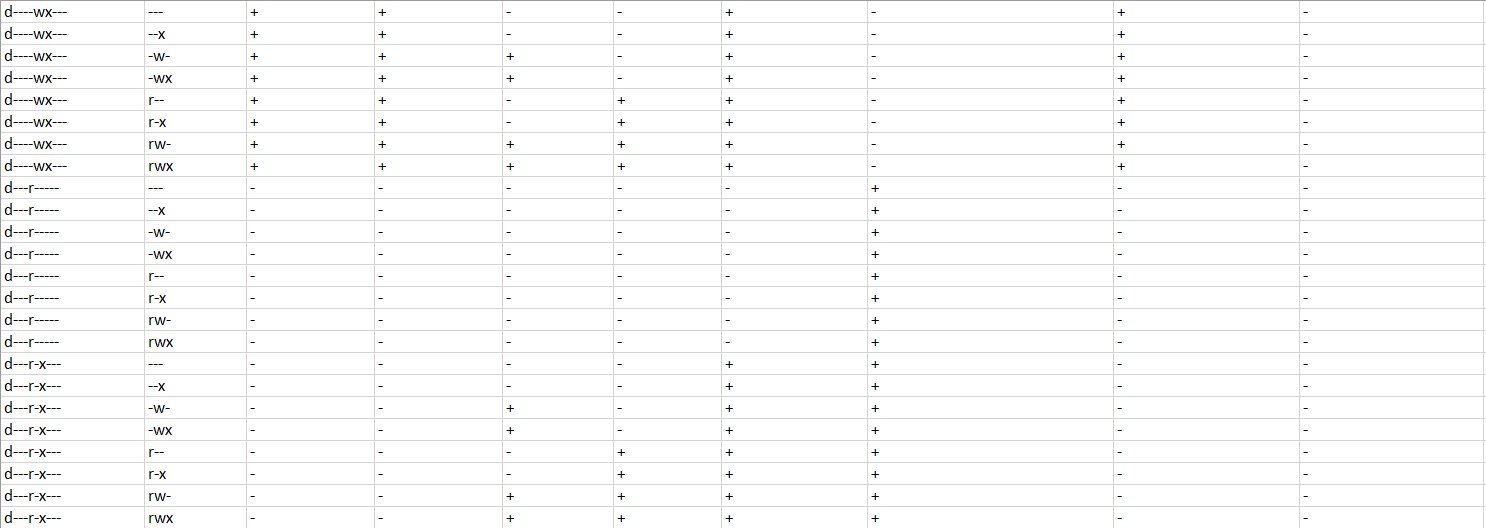 d----wx--- --- + + - - + - + -
d----wx--- --x + + - - + - + -
d----wx--- -w- + + + - + - + -
d----wx--- -wx + + + - + - + -
d----wx--- r-- + + - + + - + -
d----wx--- r-x + + - + + - + -
d----wx--- rw- + + + + + - + -
d----wx--- rwx + + + + + - + -
d---r----- --- - - - - - + - -
d---r----- --x - - - - - + - -
d---r----- -w- - - - - - + - -
d---r----- -wx - - - - - + - -
d---r----- r-- - - - - - + - -
d---r----- r-x - - - - - + - -
d---r----- rw- - - - - - + - -
d---r----- rwx - - - - - + - -
d---r-x--- --- - - - - + + - -
d---r-x--- --x - - - - + + - -
d---r-x--- -w- - - + - + + - -
d---r-x--- -wx - - + - + + - -
d---r-x--- r-- - - - + + + - -
d---r-x--- r-x - - - + + + - -
d---r-x--- rw- - - + + + + - -
d---r-x--- rwx - - + + + + - -